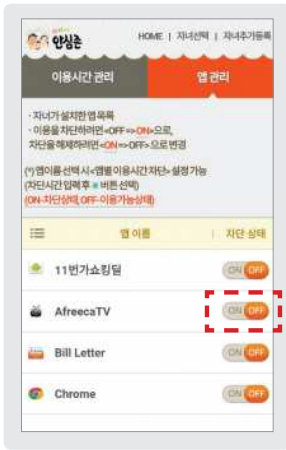 안심존
HOME | 자녀선택 | 자녀추가등록
이용시간 관리
앱 관리
· 자녀가 설치한 앱 목록
· 이용을 차단하려면 <OFF => ON>으로,
차단을 해제하려면 <ON => OFF>으로 변경
(*) 앱이름 선택 시 <앱별 이용시간 차단> 설정 가능
(차단시간 입력 후 ■ 버튼 선택)
(ON-차단상태, OFF-이용가능상태)
앱 이름 | 차단 상태
11번가쇼킹딜 ON OFF
AfreecaTV ON OFF
Bill Letter ON OFF
Chrome ON OFF